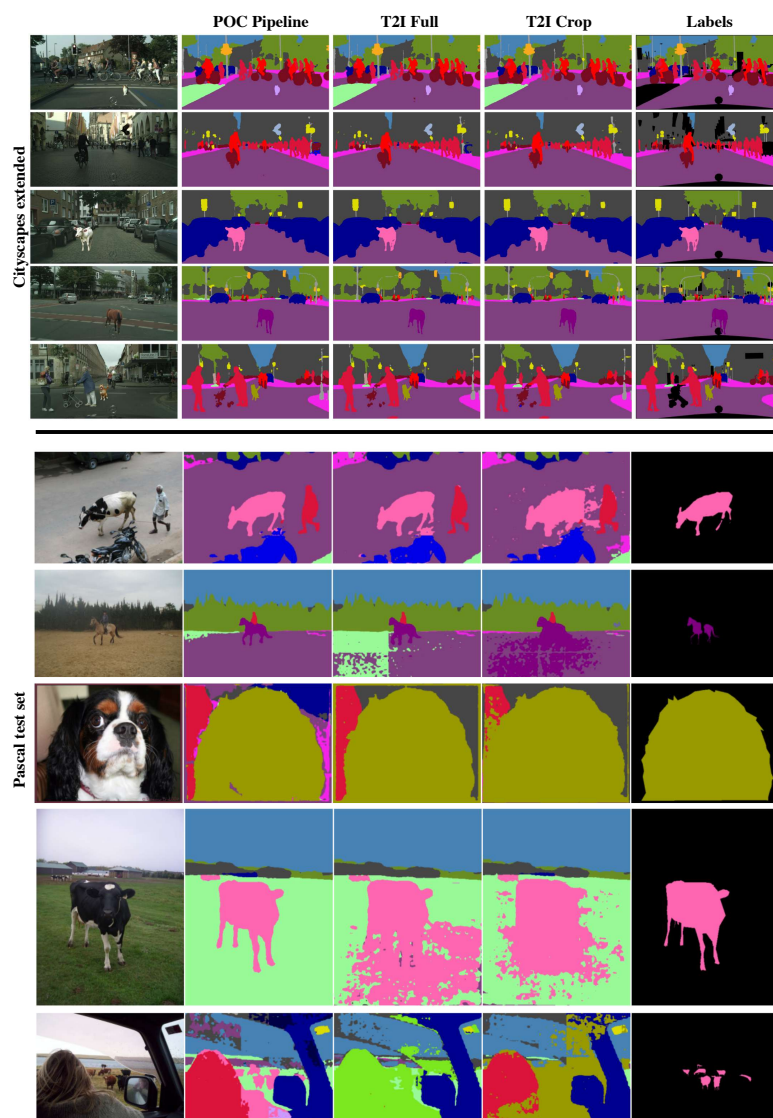 POC Pipeline T2I Full T2I Crop Labels
Cityscapes extended
Pascal test set